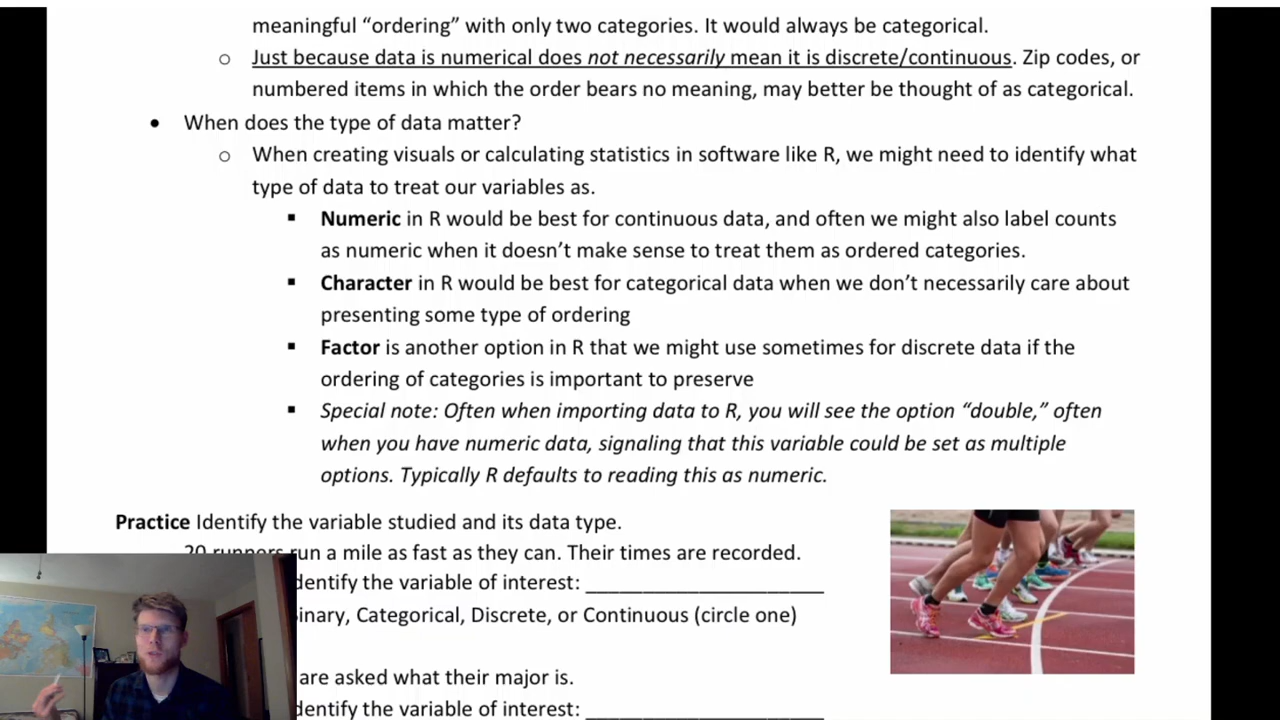 meaningful “ordering” with only two categories. It would always be categorical.
o Just because data is numerical does not necessarily mean it is discrete/continuous. Zip codes, or
numbered items in which the order bears no meaning, may better be thought of as categorical.
• When does the type of data matter?
o When creating visuals or calculating statistics in software like R, we might need to identify what
type of data to treat our variables as.
▪ Numeric in R would be best for continuous data, and often we might also label counts
as numeric when it doesn’t make sense to treat them as ordered categories.
▪ Character in R would be best for categorical data when we don’t necessarily care about
presenting some type of ordering
▪ Factor is another option in R that we might use sometimes for discrete data if the
ordering of categories is important to preserve
▪ Special note: Often when importing data to R, you will see the option “double,” often
when you have numeric data, signaling that this variable could be set as multiple
options. Typically R defaults to reading this as numeric.
Practice Identify the variable studied and its data type.
20 runners run a mile as fast as they can. Their times are recorded.
dentify the variable of interest: ____________________
inary, Categorical, Discrete, or Continuous (circle one)
are asked what their major is.
dentify the variable of interest: ____________________